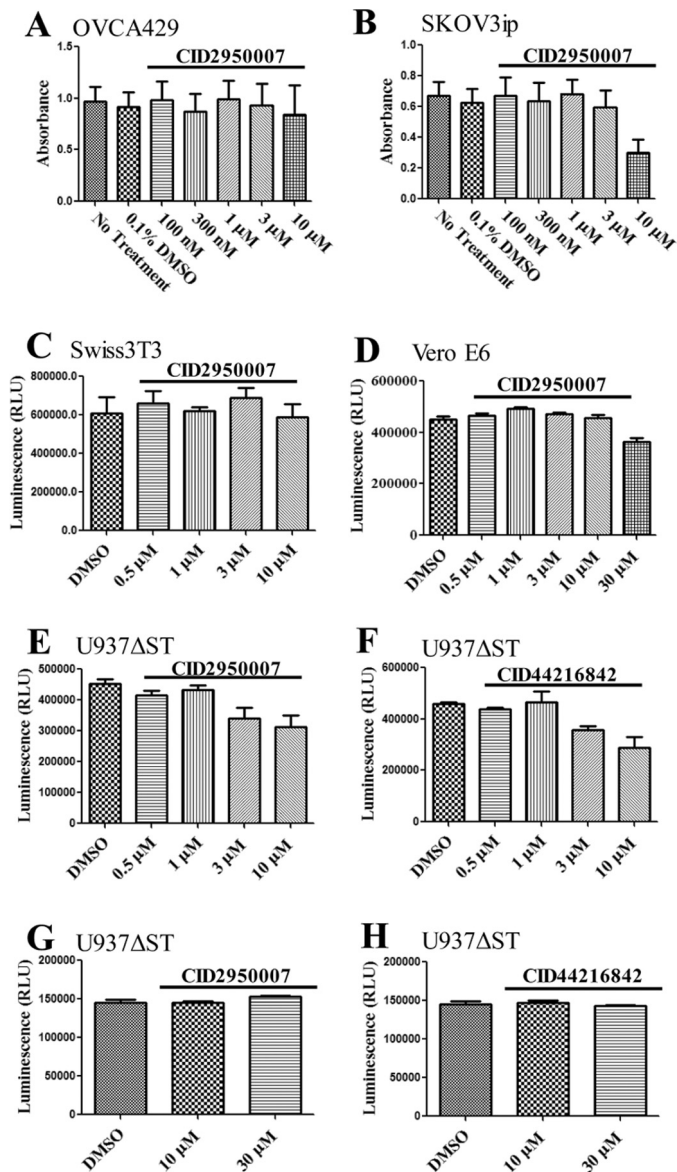 A OVCA429
CID2950007
Absorbance
1.5
1.0
0.5
0.0
No Treatment
0.1% DMSO
100 nM
300 nM
1 µM
3 µM
10 µM
B SKOV3ip
CID2950007
Absorbance
0.8
0.6
0.4
0.2
0.0
No Treatment
0.1% DMSO
100 nM
300 nM
1 µM
3 µM
10 µM
C Swiss3T3
CID2950007
Luminescence (RLU)
800000.0
600000.0
400000.0
200000.0
0.0
DMSO
0.5 µM
1 µM
3 µM
10 µM
D Vero E6
CID2950007
Luminescence (RLU)
600000
400000
200000
0
DMSO
0.5 µM
1 µM
3 µM
10 µM
30 µM
E U937ΔST
CID2950007
Luminescence (RLU)
500000
400000
300000
200000
100000
0
DMSO
0.5 µM
1 µM
3 µM
10 µM
F U937ΔST
CID44216842
Luminescence (RLU)
600000
400000
200000
0
DMSO
0.5 µM
1 µM
3 µM
10 µM
G U937ΔST
CID2950007
Luminescence (RLU)
200000
150000
100000
50000
0
DMSO
10 µM
30 µM
H U937ΔST
CID44216842
Luminescence (RLU)
200000
150000
100000
50000
0
DMSO
10 µM
30 µM